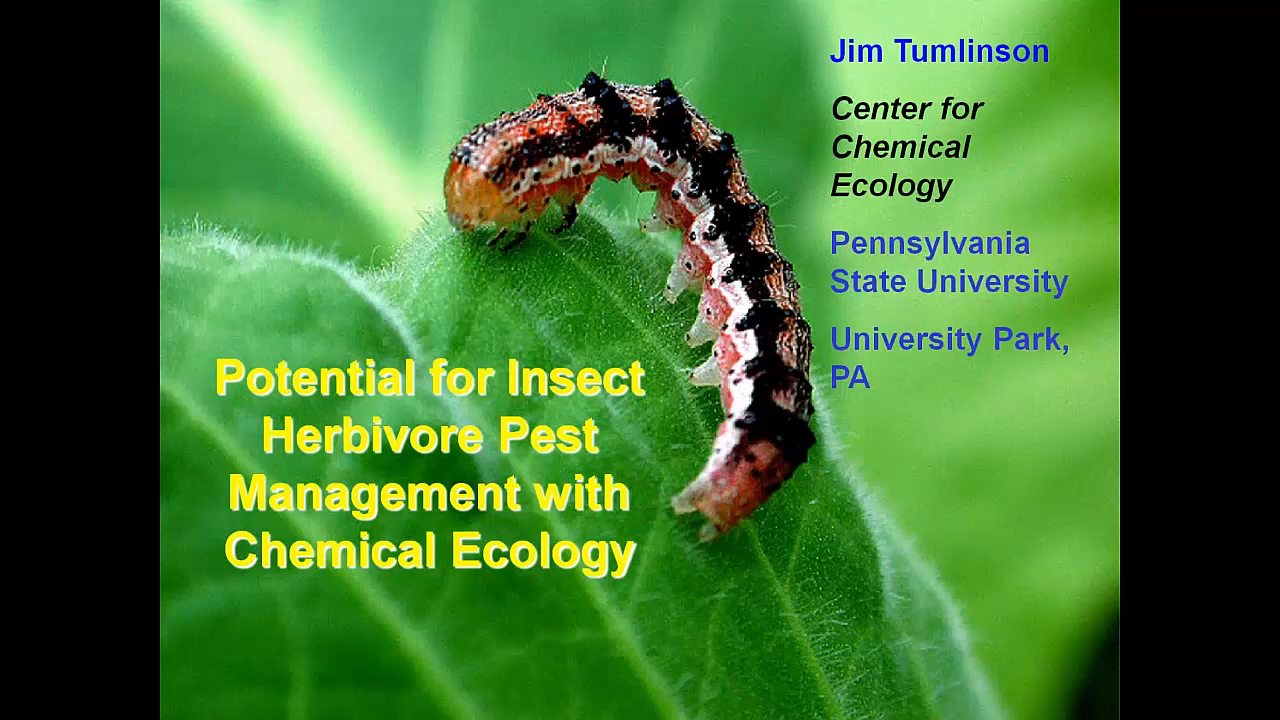 Jim Tumlinson
Center for
Chemical
Ecology
Pennsylvania
State University
University Park,
PA
Potential for Insect
Herbivore Pest
Management with
Chemical Ecology